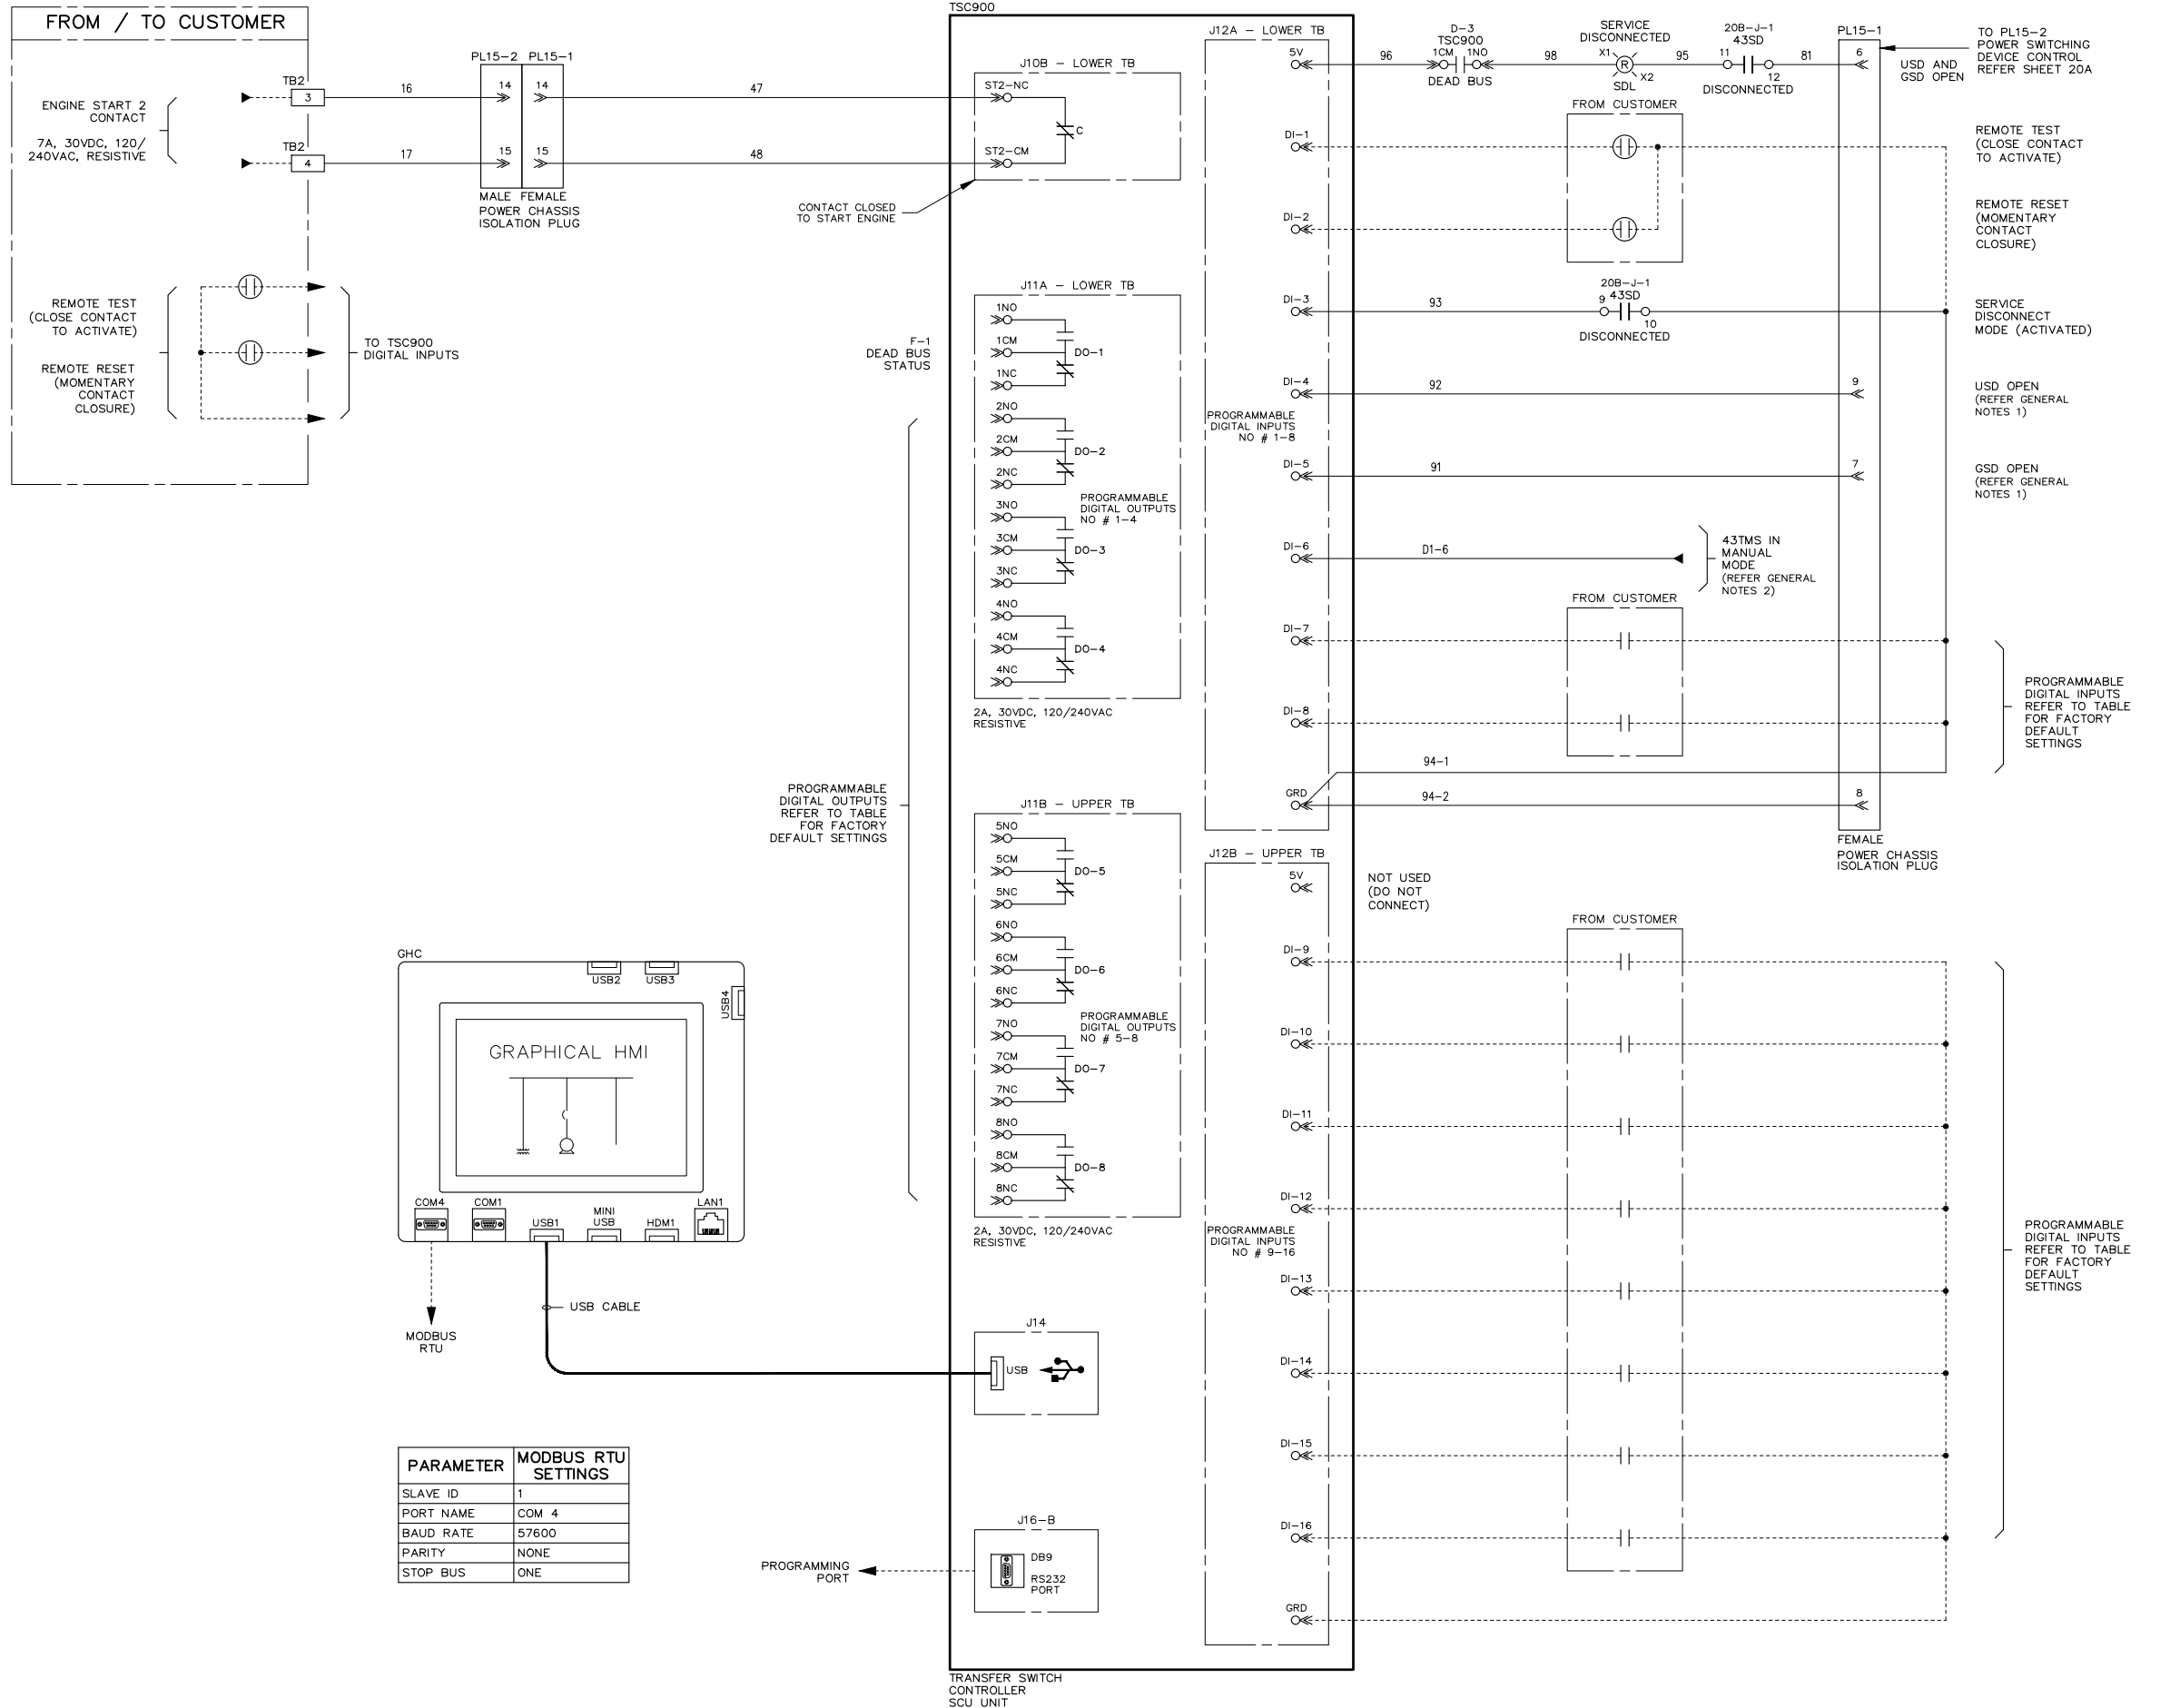 FROM / TO CUSTOMER
ENGINE START 2
CONTACT
7A, 30VDC, 120/
240VAC, RESISTIVE
TB2
3
TB2
4
16
17
PL15-2 PL15-1
14 14
15 15
MALE FEMALE
POWER CHASSIS
ISOLATION PLUG
47
48
REMOTE TEST
(CLOSE CONTACT
TO ACTIVATE)
REMOTE RESET
(MOMENTARY
CONTACT
CLOSURE)
TO TSC900
DIGITAL INPUTS
CONTACT CLOSED
TO START ENGINE
TSC900
J10B - LOWER TB
ST2-NC
C
ST2-CM
F-1
DEAD BUS
STATUS
J11A - LOWER TB
1NO
1CM
DO-1
1NC
2NO
2CM
DO-2
2NC
PROGRAMMABLE
DIGITAL OUTPUTS
NO # 1-4
3NO
3CM
DO-3
3NC
4NO
4CM
DO-4
4NC
2A, 30VDC, 120/240VAC
RESISTIVE
PROGRAMMABLE
DIGITAL OUTPUTS
REFER TO TABLE
FOR FACTORY
DEFAULT SETTINGS
J11B - UPPER TB
5NO
5CM
DO-5
5NC
6NO
6CM
DO-6
6NC
PROGRAMMABLE
DIGITAL OUTPUTS
NO # 5-8
7NO
7CM
DO-7
7NC
8NO
8CM
DO-8
8NC
2A, 30VDC, 120/240VAC
RESISTIVE
J14
USB
J16-B
DB9
RS232
PORT
PROGRAMMING
PORT
TRANSFER SWITCH
CONTROLLER
SCU UNIT
J12A - LOWER TB
5V
DI-1
DI-2
DI-3
DI-4
PROGRAMMABLE
DIGITAL INPUTS
NO # 1-8
DI-5
DI-6
DI-7
DI-8
GRD
J12B - UPPER TB
5V
DI-9
DI-10
DI-11
DI-12
PROGRAMMABLE
DIGITAL INPUTS
NO # 9-16
DI-13
DI-14
DI-15
DI-16
GRD
96
D-3
TSC900
1CM 1NO
DEAD BUS
98
SERVICE
DISCONNECTED
X1
R
X2
SDL
95
20B-J-1
43SD
11
12
DISCONNECTED
81
PL15-1
6
USD AND
GSD OPEN
TO PL15-2
POWER SWITCHING
DEVICE CONTROL
REFER SHEET 20A
FROM CUSTOMER
REMOTE TEST
(CLOSE CONTACT
TO ACTIVATE)
REMOTE RESET
(MOMENTARY
CONTACT
CLOSURE)
93
20B-J-1
43SD
9
10
DISCONNECTED
SERVICE
DISCONNECT
MODE (ACTIVATED)
92
9
USD OPEN
(REFER GENERAL
NOTES 1)
91
7
GSD OPEN
(REFER GENERAL
NOTES 1)
D1-6
43TMS IN
MANUAL
MODE
(REFER GENERAL
NOTES 2)
FROM CUSTOMER
PROGRAMMABLE
DIGITAL INPUTS
REFER TO TABLE
FOR FACTORY
DEFAULT
SETTINGS
94-1
94-2
8
FEMALE
POWER CHASSIS
ISOLATION PLUG
NOT USED
(DO NOT
CONNECT)
FROM CUSTOMER
PROGRAMMABLE
DIGITAL INPUTS
REFER TO TABLE
FOR FACTORY
DEFAULT
SETTINGS
GHC
USB2
USB3
USB4
GRAPHICAL HMI
COM4
COM1
USB1
MINI
USB
HDM1
LAN1
USB CABLE
MODBUS
RTU
PARAMETER MODBUS RTU
SETTINGS
SLAVE ID 1
PORT NAME COM 4
BAUD RATE 57600
PARITY NONE
STOP BUS ONE